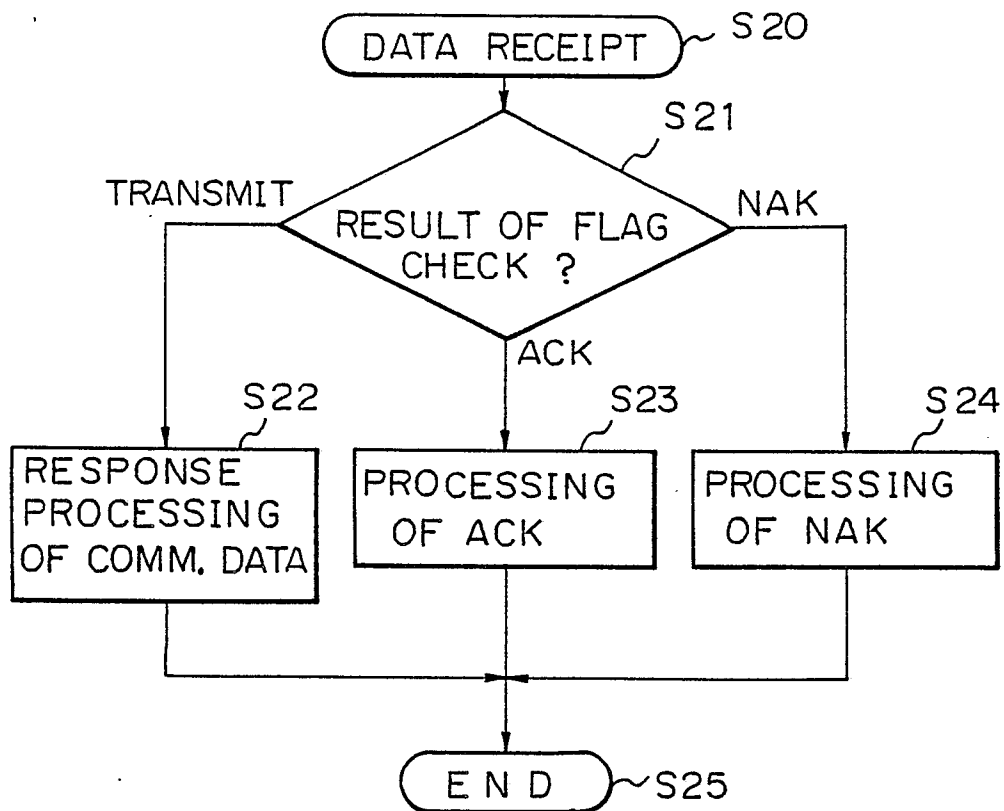 DATA RECEIPT
S20
S21
TRANSMIT
NAK
RESULT OF FLAG
CHECK ?
ACK
S22
S23
S24
RESPONSE
PROCESSING
OF COMM. DATA
PROCESSING
OF ACK
PROCESSING
OF NAK
END
S25